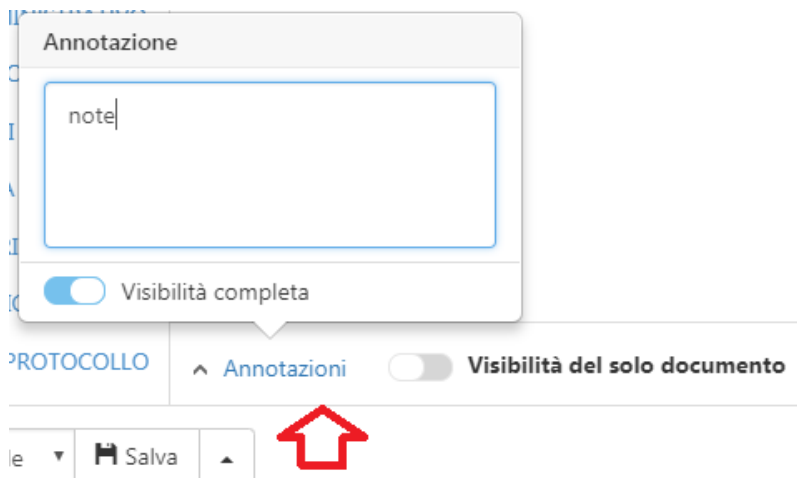 Annotazione
note
Visibilità completa
PROTOCOLLO
Annotazioni
Visibilità del solo documento
Salva